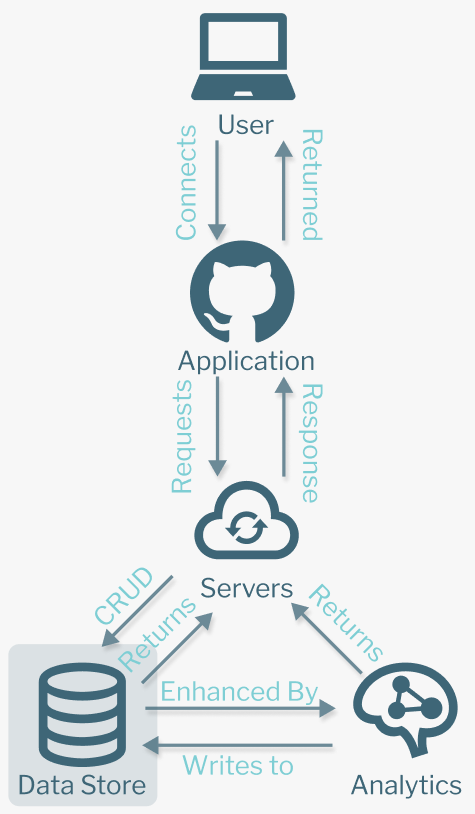 User
Connects
Returned
Application
Requests
Response
Servers
CRUD
Returns
Returns
Enhanced By
Writes to
Data Store
Analytics